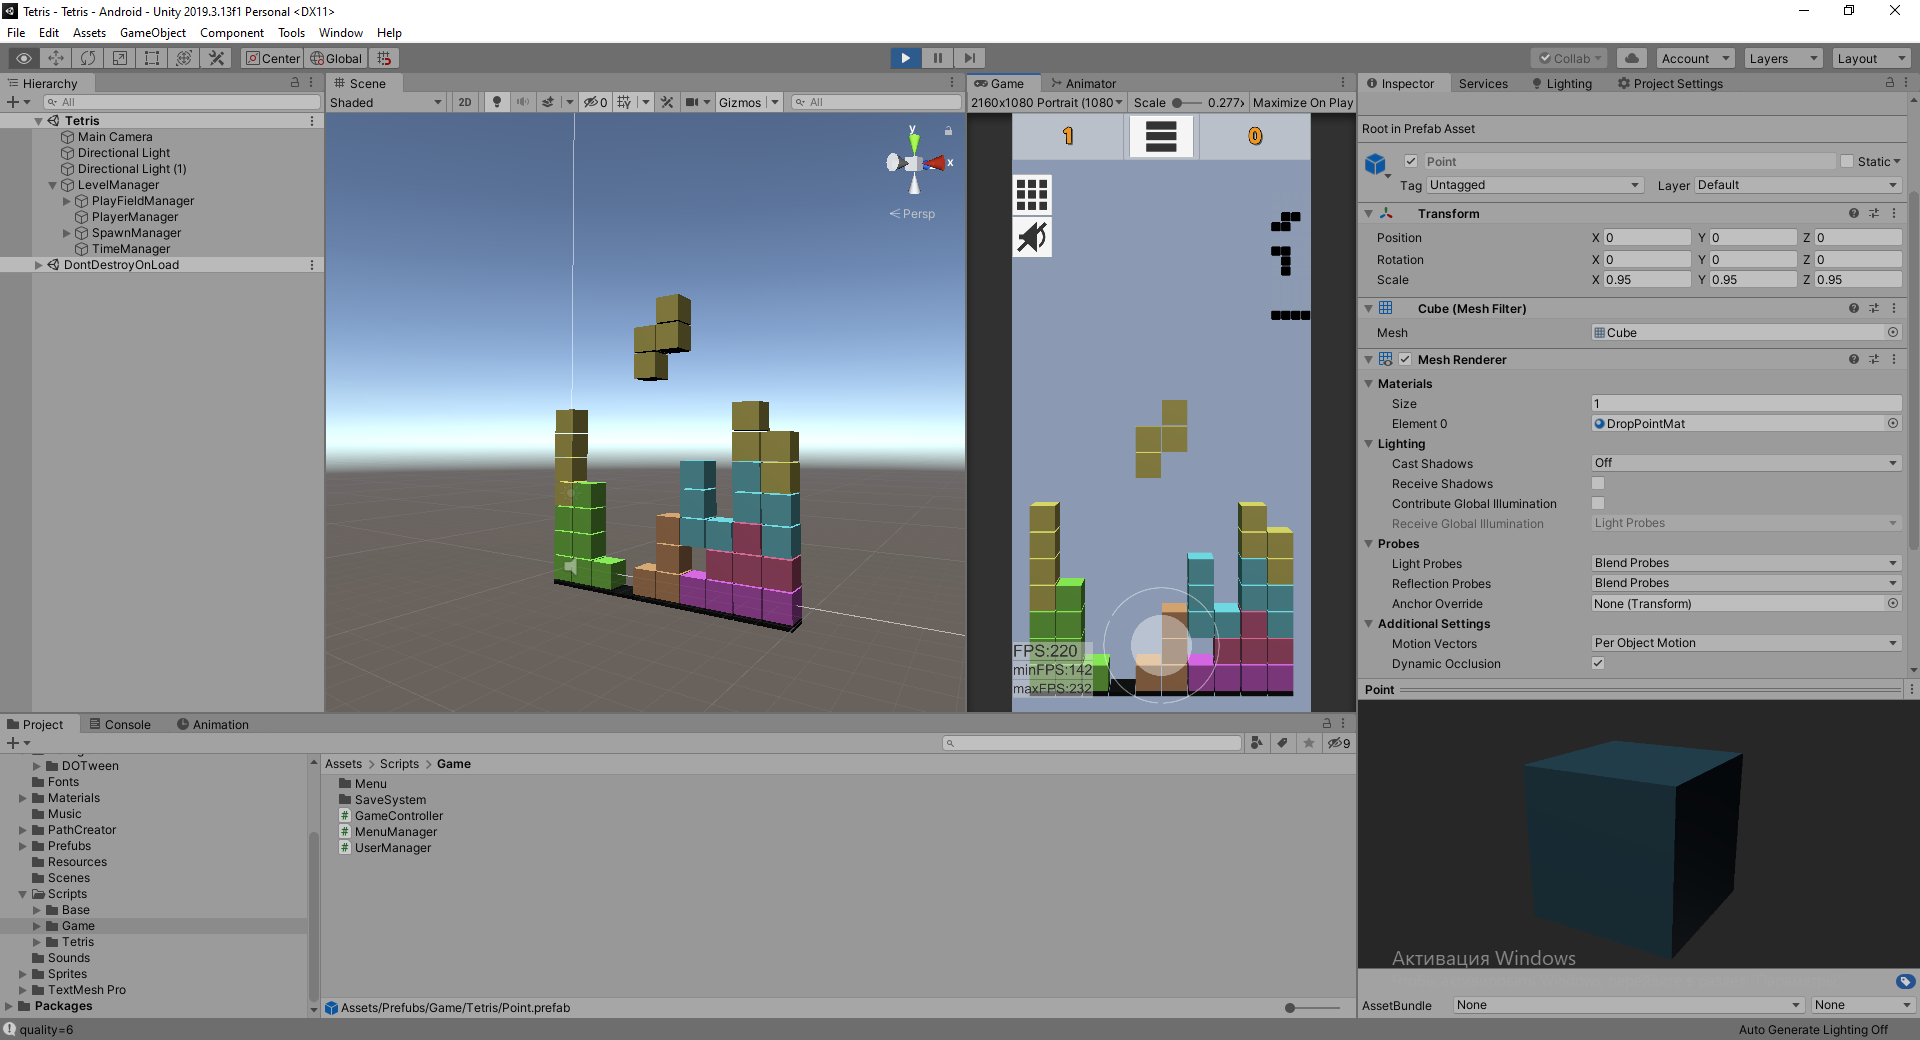 Tetris - Tetris - Android - Unity 2019.3.13f1 Personal <DX11>
File Edit Assets GameObject Component Tools Window Help
Center Global Collab Account Layers Layout
Hierarchy
All
Tetris
Main Camera
Directional Light
Directional Light (1)
LevelManager
PlayFieldManager
PlayerManager
SpawnManager
TimeManager
DontDestroyOnLoad
Scene
Shaded 2D 0 Gizmos All
y
x
Persp
Game Animator
2160x1080 Portrait (1080 Scale 0.277x Maximize On Play
1 0
FPS:220
minFPS:142
maxFPS:232
Inspector Services Lighting Project Settings
Root in Prefab Asset
Point Static
Tag Untagged Layer Default
Transform
Position X 0 Y 0 Z 0
Rotation X 0 Y 0 Z 0
Scale X 0.95 Y 0.95 Z 0.95
Cube (Mesh Filter)
Mesh Cube
Mesh Renderer
Materials
Size 1
Element 0 DropPointMat
Lighting
Cast Shadows Off
Receive Shadows
Contribute Global Illumination
Receive Global Illumination Light Probes
Probes
Light Probes Blend Probes
Reflection Probes Blend Probes
Anchor Override None (Transform)
Additional Settings
Motion Vectors Per Object Motion
Dynamic Occlusion
Point
Активация Windows
AssetBundle None None
Project Console Animation
9
DOTween
Fonts
Materials
Music
PathCreator
Prefubs
Resources
Scenes
Scripts
Base
Game
Tetris
Sounds
Sprites
TextMesh Pro
Packages
Assets > Scripts > Game
Menu
SaveSystem
GameController
MenuManager
UserManager
Assets/Prefubs/Game/Tetris/Point.prefab
quality=6
Auto Generate Lighting Off